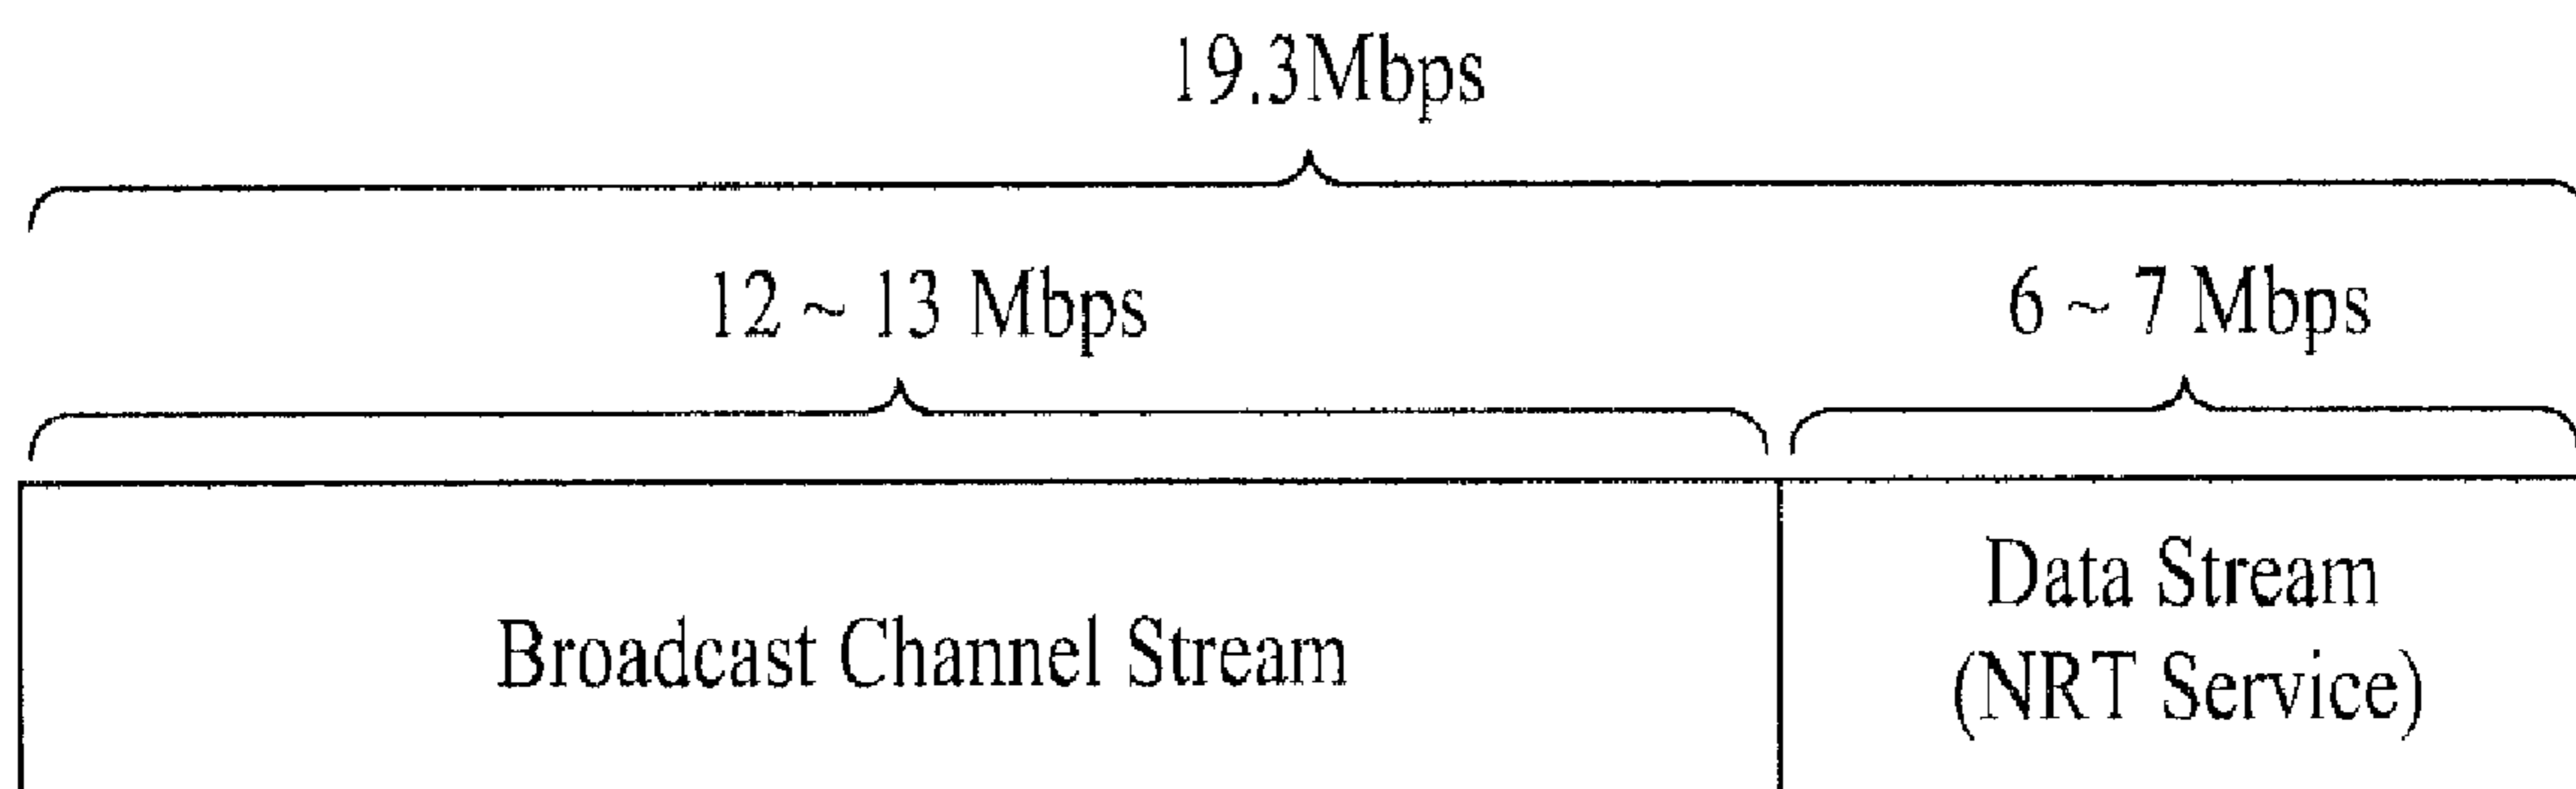 19.3Mbps
12 ~ 13 Mbps
6 ~ 7 Mbps
Broadcast Channel Stream
Data Stream
(NRT Service)